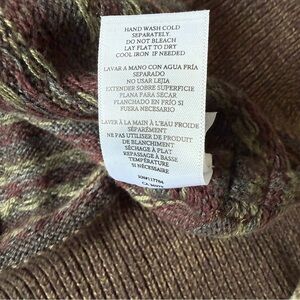 HAND WASH COLD
SEPARATELY
DO NOT BLEACH
LAY FLAT TO DRY
COOL IRON IF NEEDED
LAVAR A MANO CON AGUA FRÍA
SEPARADO
NO USAR LEJIA
EXTENDER SOBRE SUPERFICIE
PLANA PARA SECAR
PLANCHADO EN FRÍO SI
FUERA NECESARIO
LAVER À LA MAIN À L'EAU FROIDE
SÉPARÉMENT
NE PAS UTILISER DE PRODUIT
DE BLANCHIMENT
SÉCHAGE À PLAT
REPASSAGE À BASSE
TEMPÉRATURE
SI NÉCESSAIRE